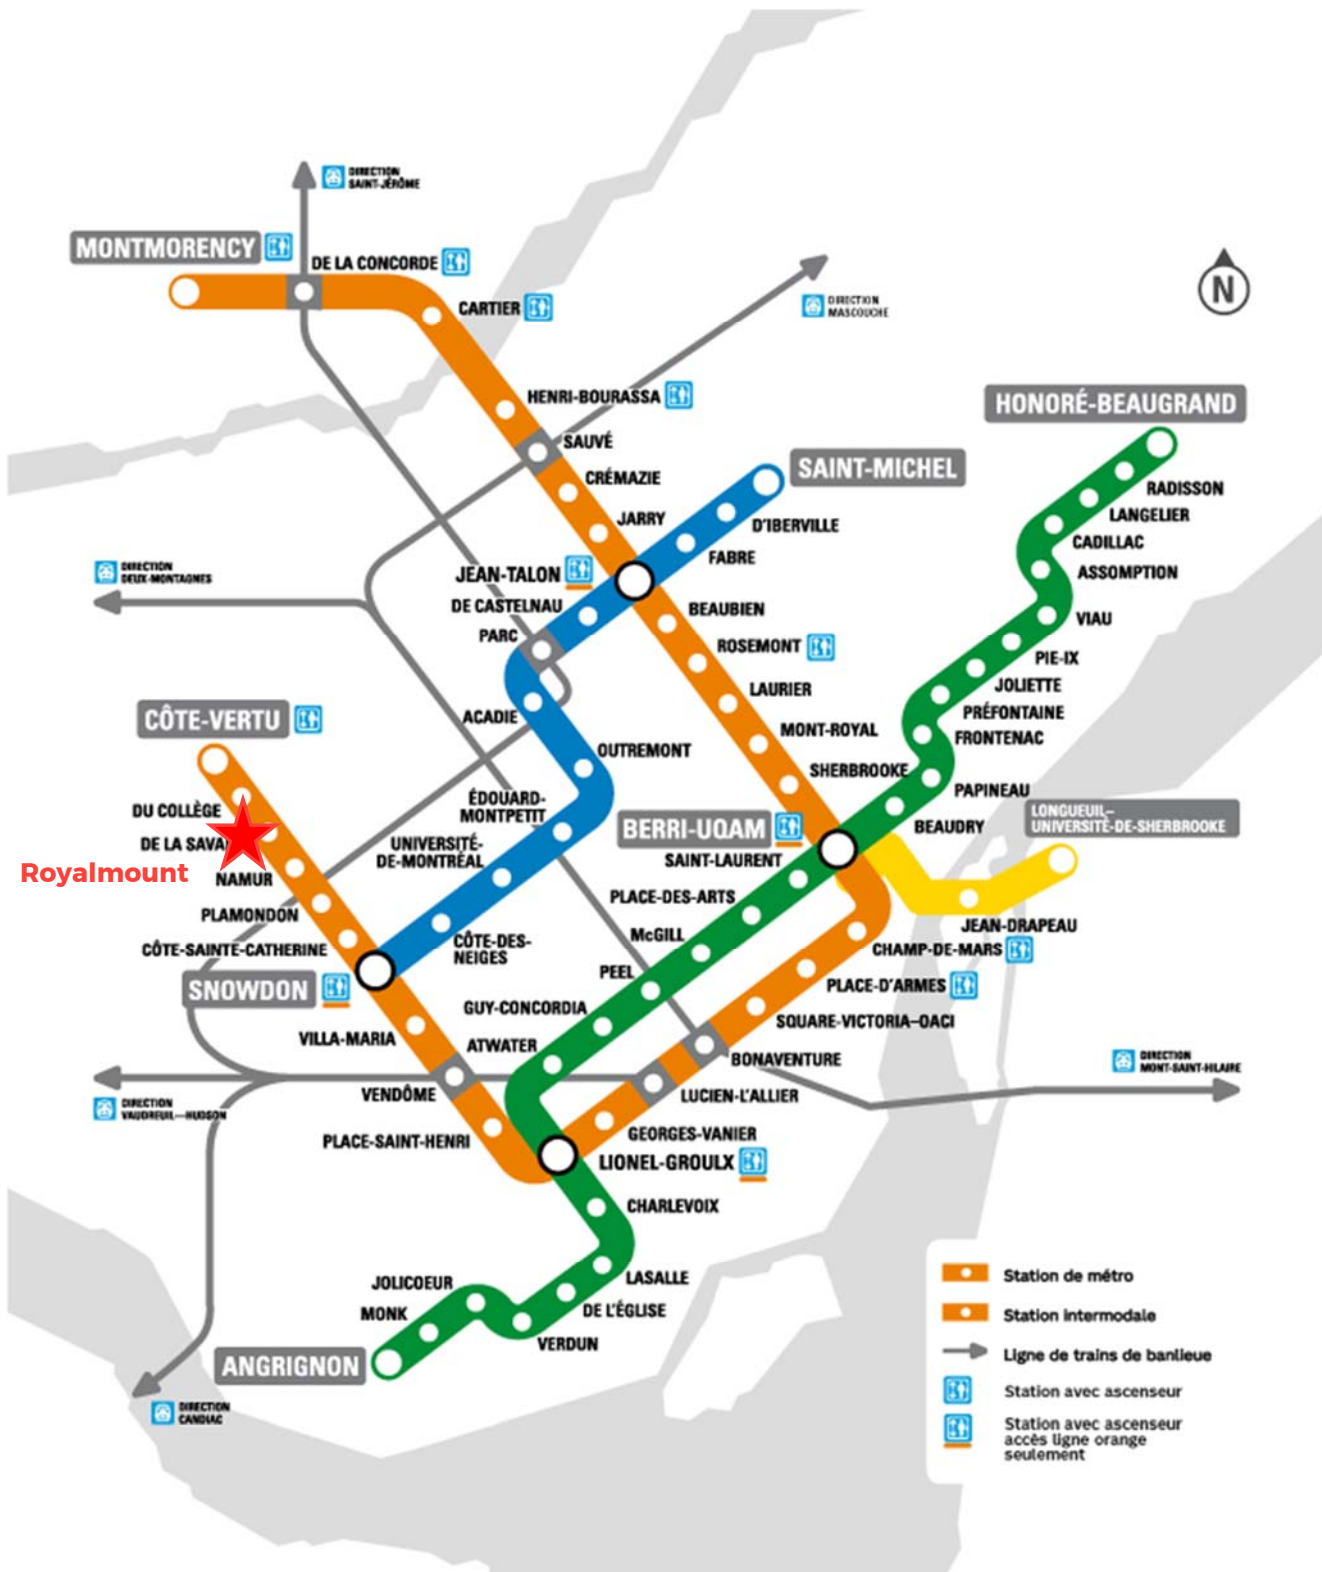 DIRECTION
SAINT-JÉRÔME
MONTMORENCY
DE LA CONCORDE
CARTIER
DIRECTION
MASCOUCHE
N
HENRI-BOURASSA
HONORÉ-BEAUGRAND
SAUVÉ
SAINT-MICHEL
CRÉMAZIE
RADISSON
JARRY
D'IBERVILLE
LANGELIER
CADILLAC
FABRE
DIRECTION
DEUX-MONTAGNES
JEAN-TALON
ASSOMPTION
DE CASTELNAU
BEAUBIEN
VIAU
PARC
ROSEMONT
PIE-IX
LAURIER
JOLIETTE
CÔTE-VERTU
ACADIE
PRÉFONTAINE
MONT-ROYAL
FRONTENAC
OUTREMONT
SHERBROOKE
PAPINEAU
ÉDOUARD-
MONTPETIT
DU COLLÈGE
LONGUEUIL–
UNIVERSITÉ-DE-SHERBROOKE
BERRI-UQAM
BEAUDRY
DE LA SAVA
UNIVERSITÉ-
DE-MONTRÉAL
SAINT-LAURENT
Royalmount
NAMUR
PLACE-DES-ARTS
PLAMONDON
JEAN-DRAPEAU
McGILL
CÔTE-SAINTE-CATHERINE
CÔTE-DES-
NEIGES
CHAMP-DE-MARS
PEEL
SNOWDON
PLACE-D'ARMES
GUY-CONCORDIA
SQUARE-VICTORIA–OACI
VILLA-MARIA
ATWATER
BONAVENTURE
DIRECTION
MONT-SAINT-HILAIRE
VENDÔME
LUCIEN-L'ALLIER
DIRECTION
VAUDREUIL—HUDSON
PLACE-SAINT-HENRI
GEORGES-VANIER
LIONEL-GROULX
CHARLEVOIX
JOLICOEUR
LASALLE
MONK
DE L'ÉGLISE
VERDUN
ANGRIGNON
DIRECTION
CANDIAC
Station de métro
Station intermodale
Ligne de trains de banlieue
Station avec ascenseur
Station avec ascenseur
accès ligne orange
seulement